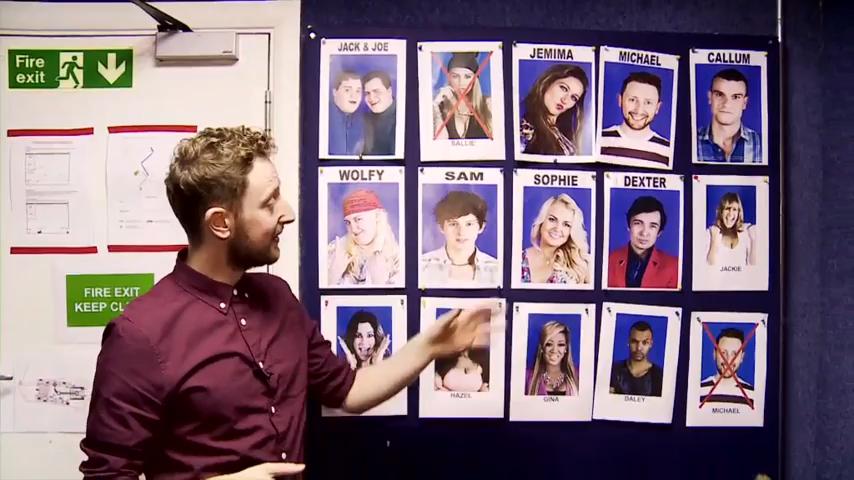 Fire
exit
JACK & JOE
SALLIE
JEMIMA
MICHAEL
CALLUM
WOLFY
SAM
SOPHIE
DEXTER
JACKIE
FIRE EXIT
KEEP CL
HAZEL
GINA
DALEY
MICHAEL